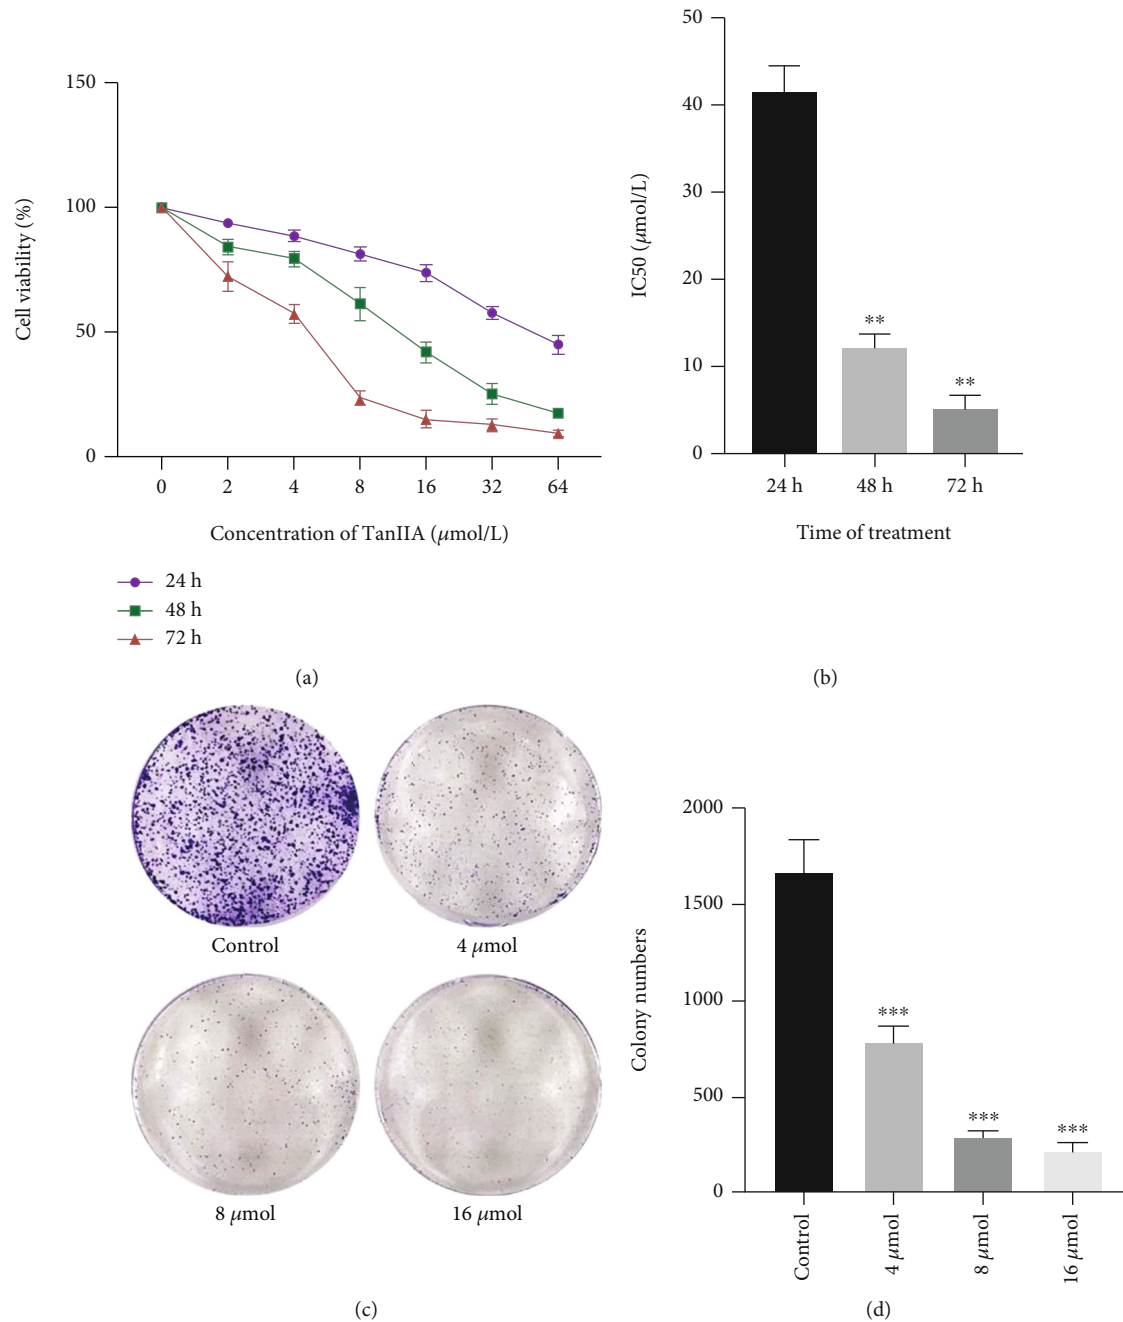 150
100
50
0
Cell viability (%)
0 2 4 8 16 32 64
Concentration of TanIIA (μmol/L)
24 h
48 h
72 h
(a)
50
40
30
20
10
0
IC50 (μmol/L)
**
**
24 h 48 h 72 h
Time of treatment
(b)
Control
4 μmol
8 μmol
16 μmol
(c)
2000
1500
1000
500
0
Colony numbers
***
***
***
Control
4 μmol
8 μmol
16 μmol
(d)